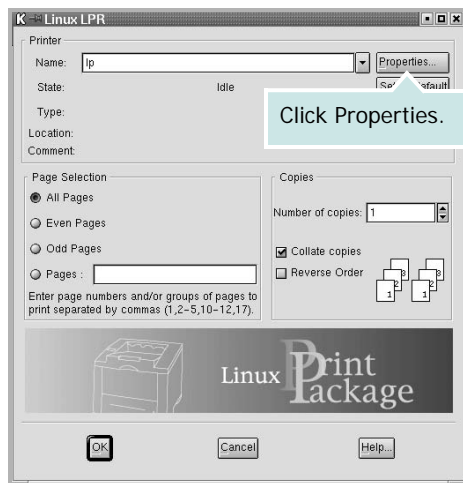 Linux LPR
Printer
Name: lp Properties...
State: Idle
Click Properties.
Type:
Location:
Comment:
Page Selection
All Pages
Even Pages
Odd Pages
Pages :
Enter page numbers and/or groups of pages to
print separated by commas (1,2-5,10-12,17).
Copies
Number of copies: 1
Collate copies
Reverse Order
Linux Print
Package
OK Cancel Help...